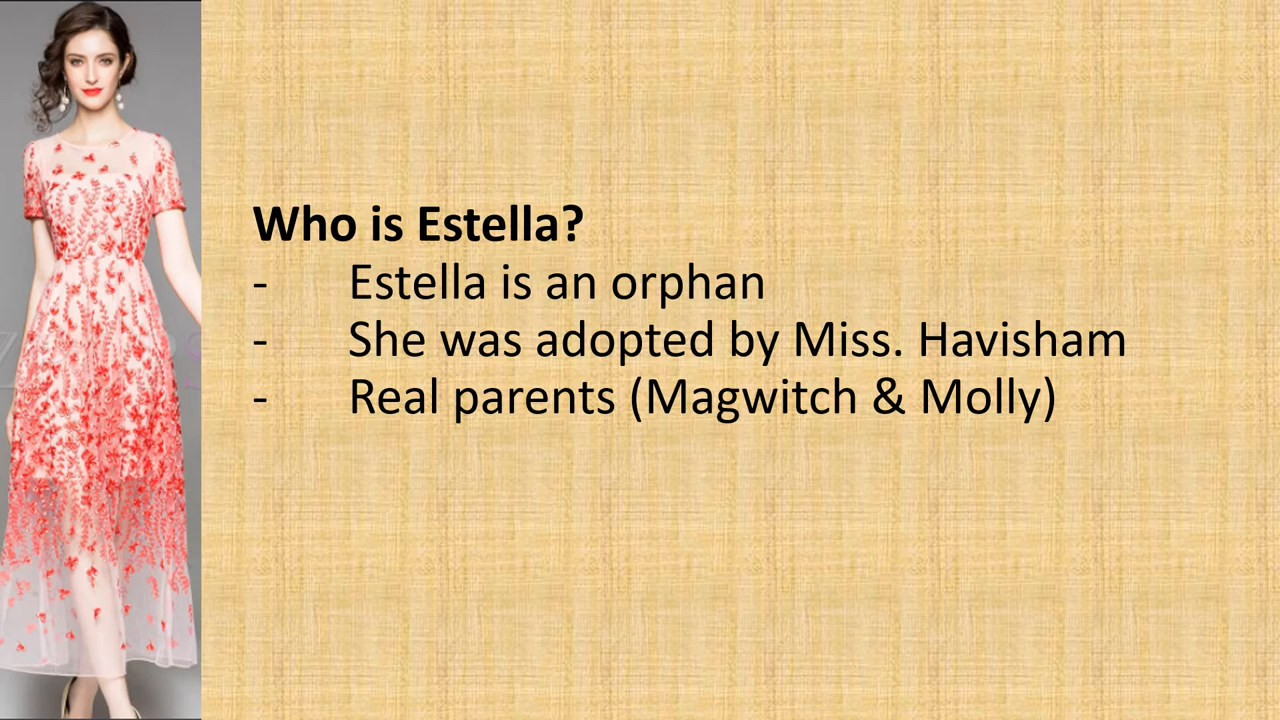 Who is Estella?
- Estella is an orphan
- She was adopted by Miss. Havisham
- Real parents (Magwitch & Molly)